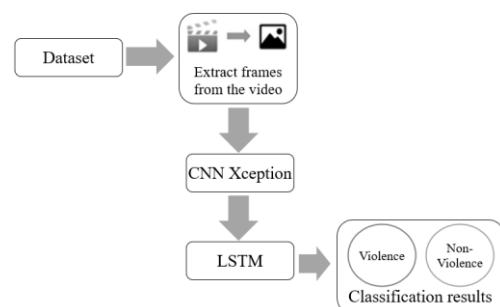 Dataset
Extract frames
from the video
CNN Xception
LSTM
Violence
Non-
Violence
Classification results